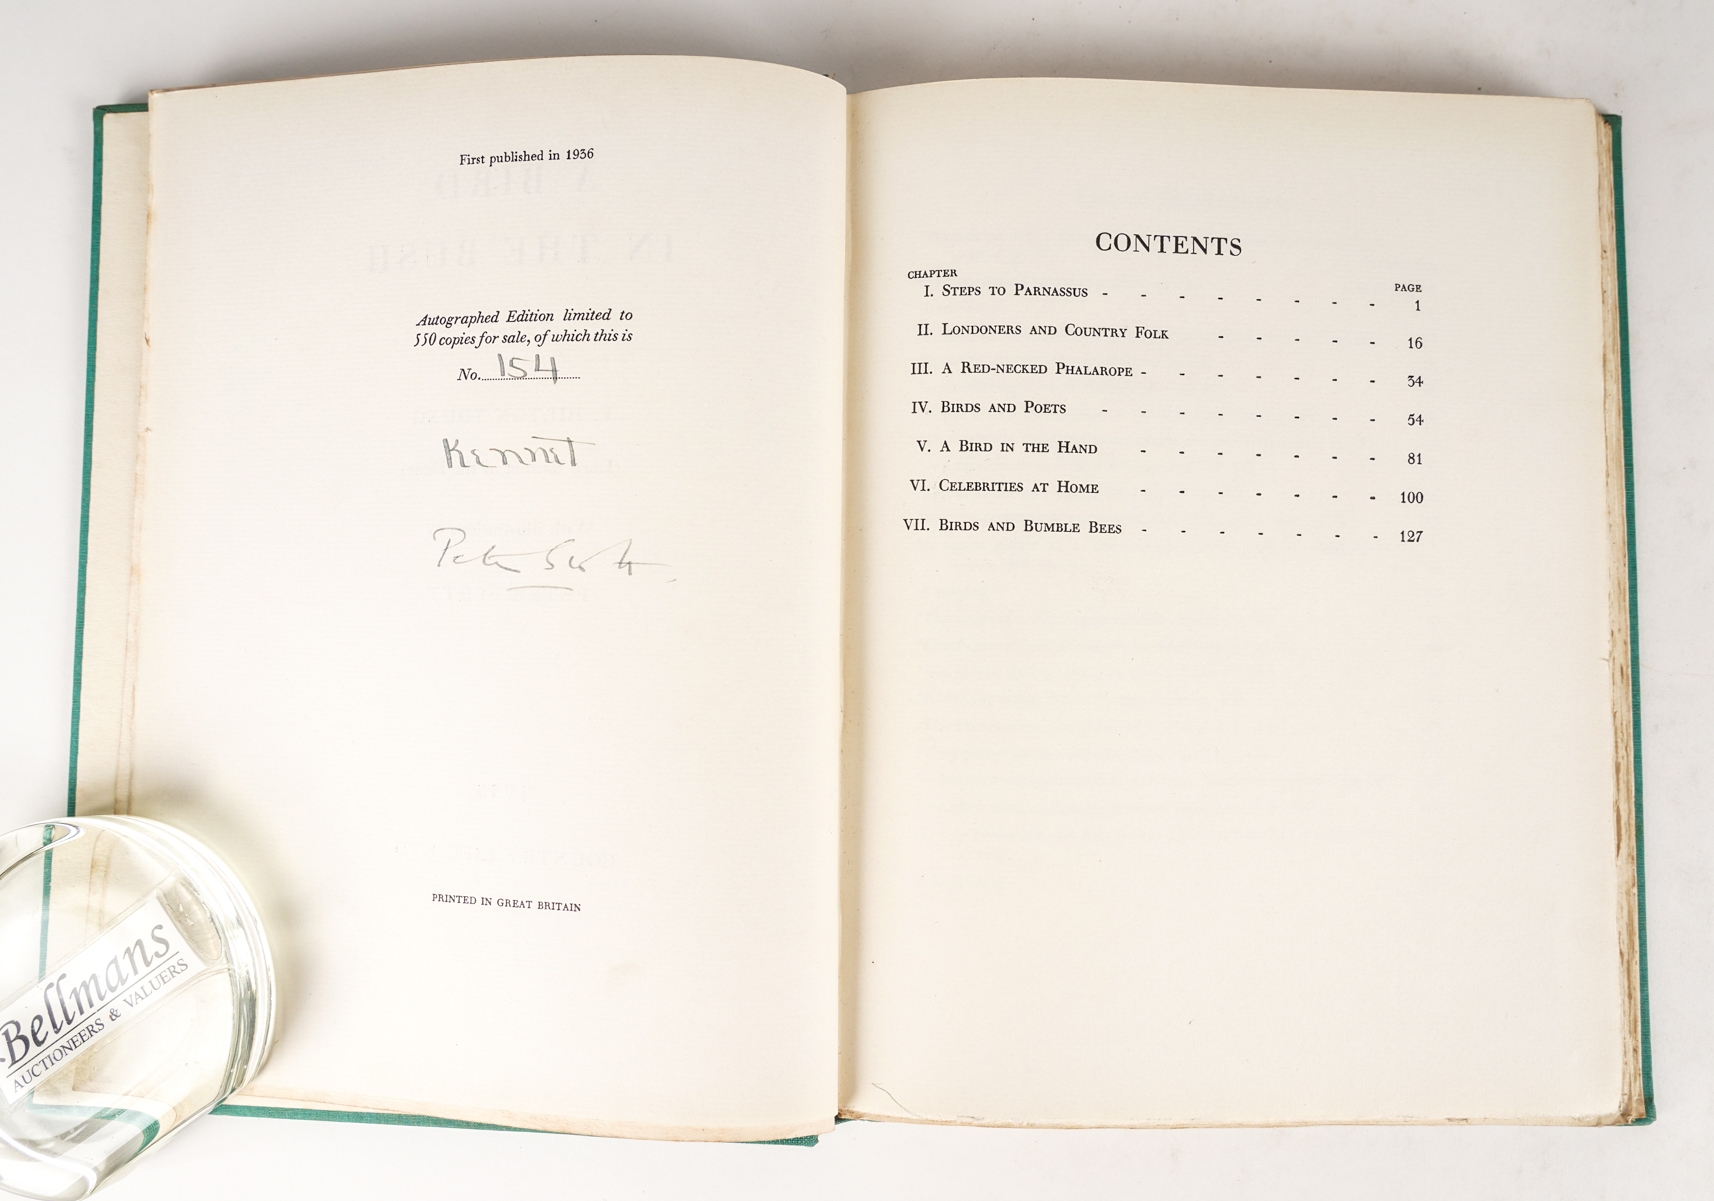 First published in 1936
Autographed Edition limited to
550 copies for sale, of which this is
No. 154
Kennet
Peter Scott
PRINTED IN GREAT BRITAIN
CONTENTS
CHAPTER
PAGE
I. STEPS TO PARNASSUS - - - - - - - - 1
II. LONDONERS AND COUNTRY FOLK - - - - - 16
III. A RED-NECKED PHALAROPE - - - - - - - 34
IV. BIRDS AND POETS - - - - - - - - 54
V. A BIRD IN THE HAND - - - - - - - 81
VI. CELEBRITIES AT HOME - - - - - - - 100
VII. BIRDS AND BUMBLE BEES - - - - - - - 127
Bellmans
AUCTIONEERS & VALUERS